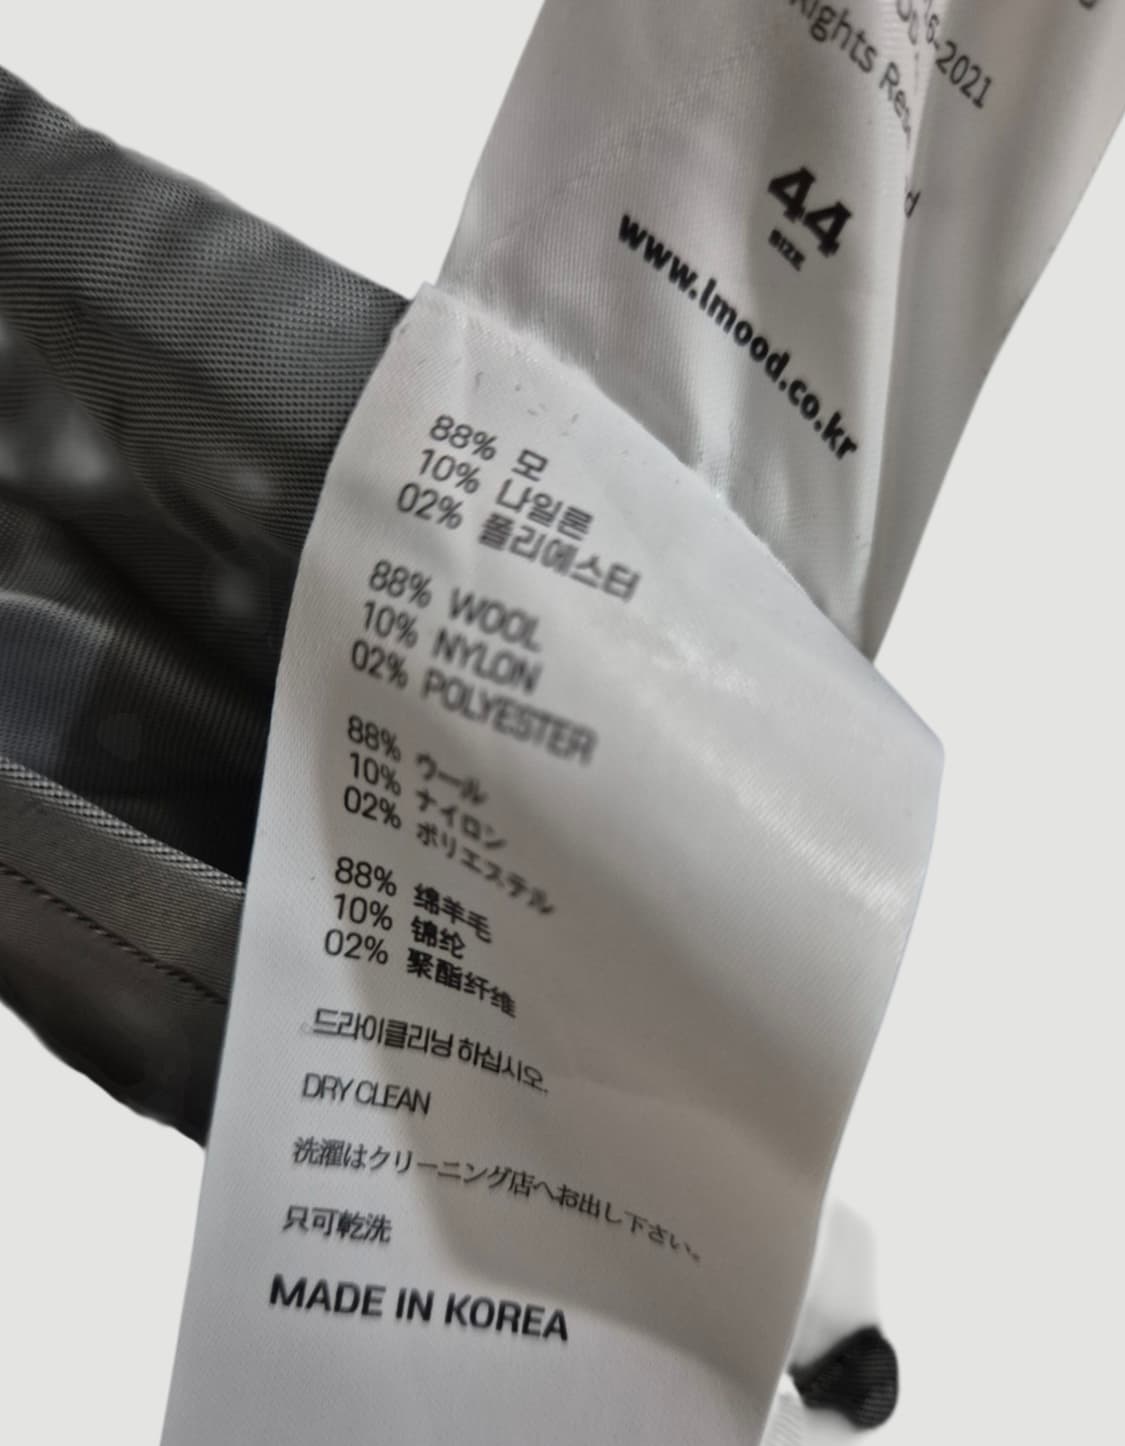 6-2021
Rights
44
SIZE
www.lmood.co.kr
88% 모
10% 나일론
02% 폴리에스터
88% WOOL
10% NYLON
02% POLYESTER
88% ウール
10% ナイロン
02% ポリエステル
88% 绵羊毛
10% 锦纶
02% 聚酯纤维
드라이클리닝 하십시오.
DRY CLEAN
洗濯はクリーニング店へお出し下さい。
只可乾洗
MADE IN KOREA